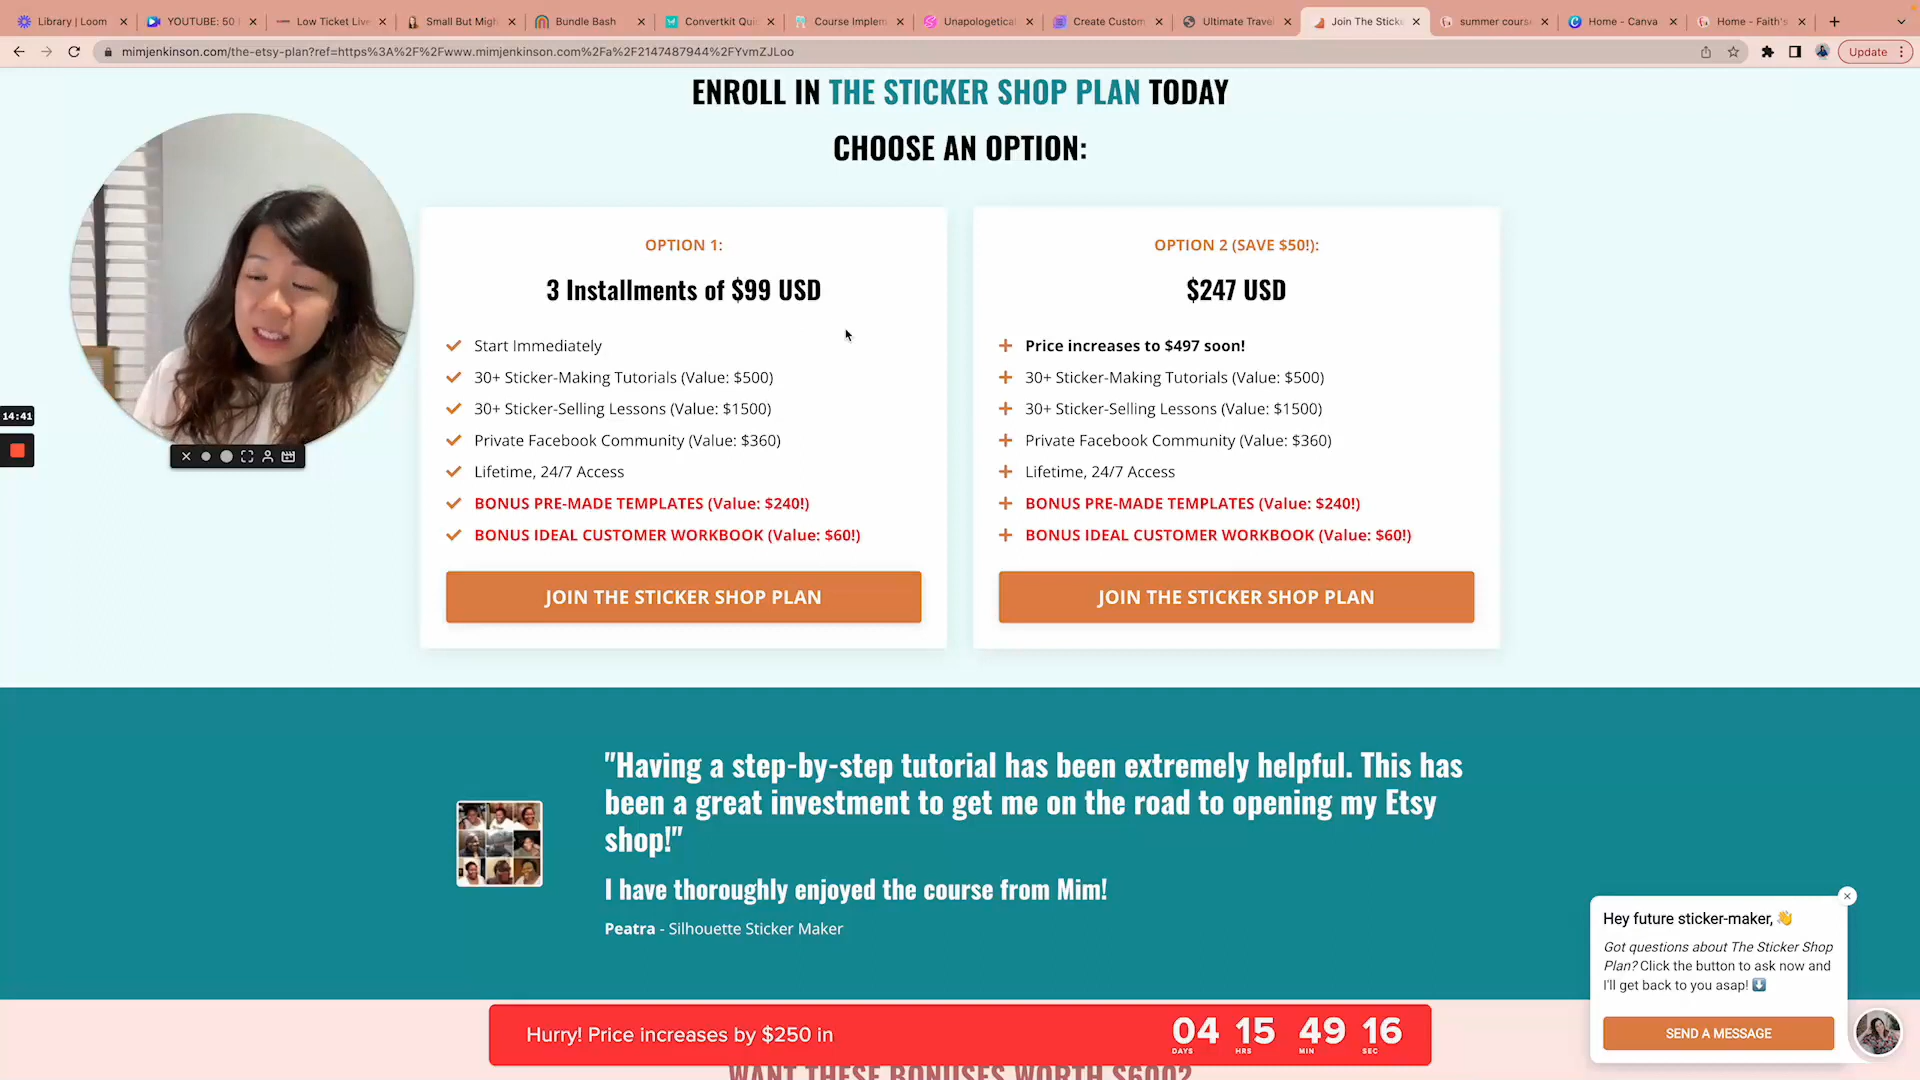 Library | Loom
YOUTUBE: 50
Low Ticket Live
Small But Migh
Bundle Bash
Convertkit Qui
Course Implem
Unapologetical
Create Custom
Ultimate Travel
Join The Sticke
summer course
Home - Canva
Home - Faith's
mimjenkinson.com/the-etsy-plan?ref=https%3A%2F%2Fwww.mimjenkinson.com%2Fa%2F2147487944%2FYvmZJLoo
Update
ENROLL IN THE STICKER SHOP PLAN TODAY
CHOOSE AN OPTION:
OPTION 1:
3 Installments of $99 USD
Start Immediately
30+ Sticker-Making Tutorials (Value: $500)
30+ Sticker-Selling Lessons (Value: $1500)
Private Facebook Community (Value: $360)
Lifetime, 24/7 Access
BONUS PRE-MADE TEMPLATES (Value: $240!)
BONUS IDEAL CUSTOMER WORKBOOK (Value: $60!)
JOIN THE STICKER SHOP PLAN
OPTION 2 (SAVE $50!):
$247 USD
Price increases to $497 soon!
30+ Sticker-Making Tutorials (Value: $500)
30+ Sticker-Selling Lessons (Value: $1500)
Private Facebook Community (Value: $360)
Lifetime, 24/7 Access
BONUS PRE-MADE TEMPLATES (Value: $240!)
BONUS IDEAL CUSTOMER WORKBOOK (Value: $60!)
JOIN THE STICKER SHOP PLAN
14:41
"Having a step-by-step tutorial has been extremely helpful. This has
been a great investment to get me on the road to opening my Etsy
shop!"
I have thoroughly enjoyed the course from Mim!
Peatra - Silhouette Sticker Maker
Hey future sticker-maker, 👋
Got questions about The Sticker Shop
Plan? Click the button to ask now and
I'll get back to you asap! ⬇️
SEND A MESSAGE
Hurry! Price increases by $250 in
04 15 49 16
DAYS HRS MIN SEC
WANT THESE BONUSES WORTH $600?